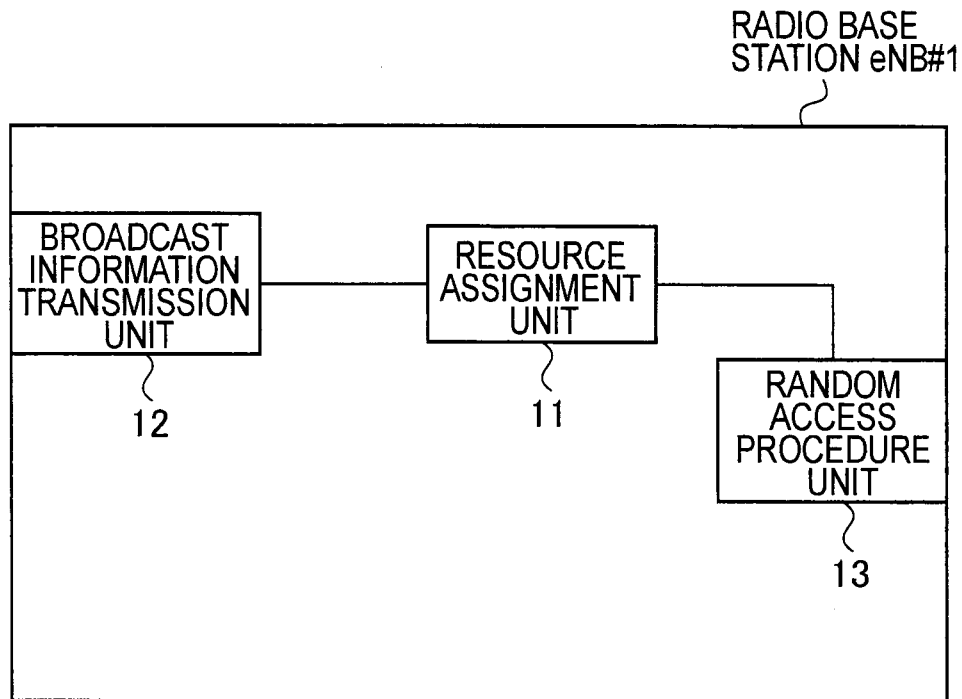 RADIO BASE
STATION eNB#1
BROADCAST
INFORMATION
TRANSMISSION
UNIT
12
RESOURCE
ASSIGNMENT
UNIT
11
RANDOM
ACCESS
PROCEDURE
UNIT
13